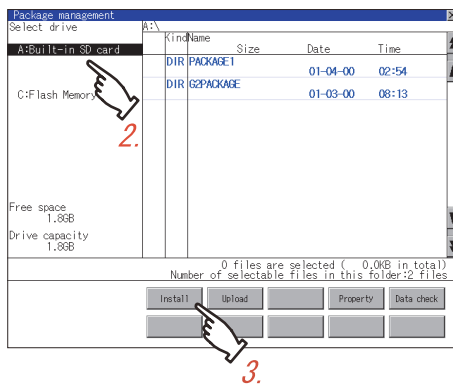 Package management
Select drive A:\
Kind Name
Size Date Time
A:Built-in SD card
DIR PACKAGE1
01-04-00 02:54
DIR G2PACKAGE
01-03-00 08:13
C:Flash Memory
2.
Free space
1.8GB
Drive capacity
1.8GB
0 files are selected ( 0.0KB in total)
Number of selectable files in this folder:2 files
Install Upload Property Data check
3.